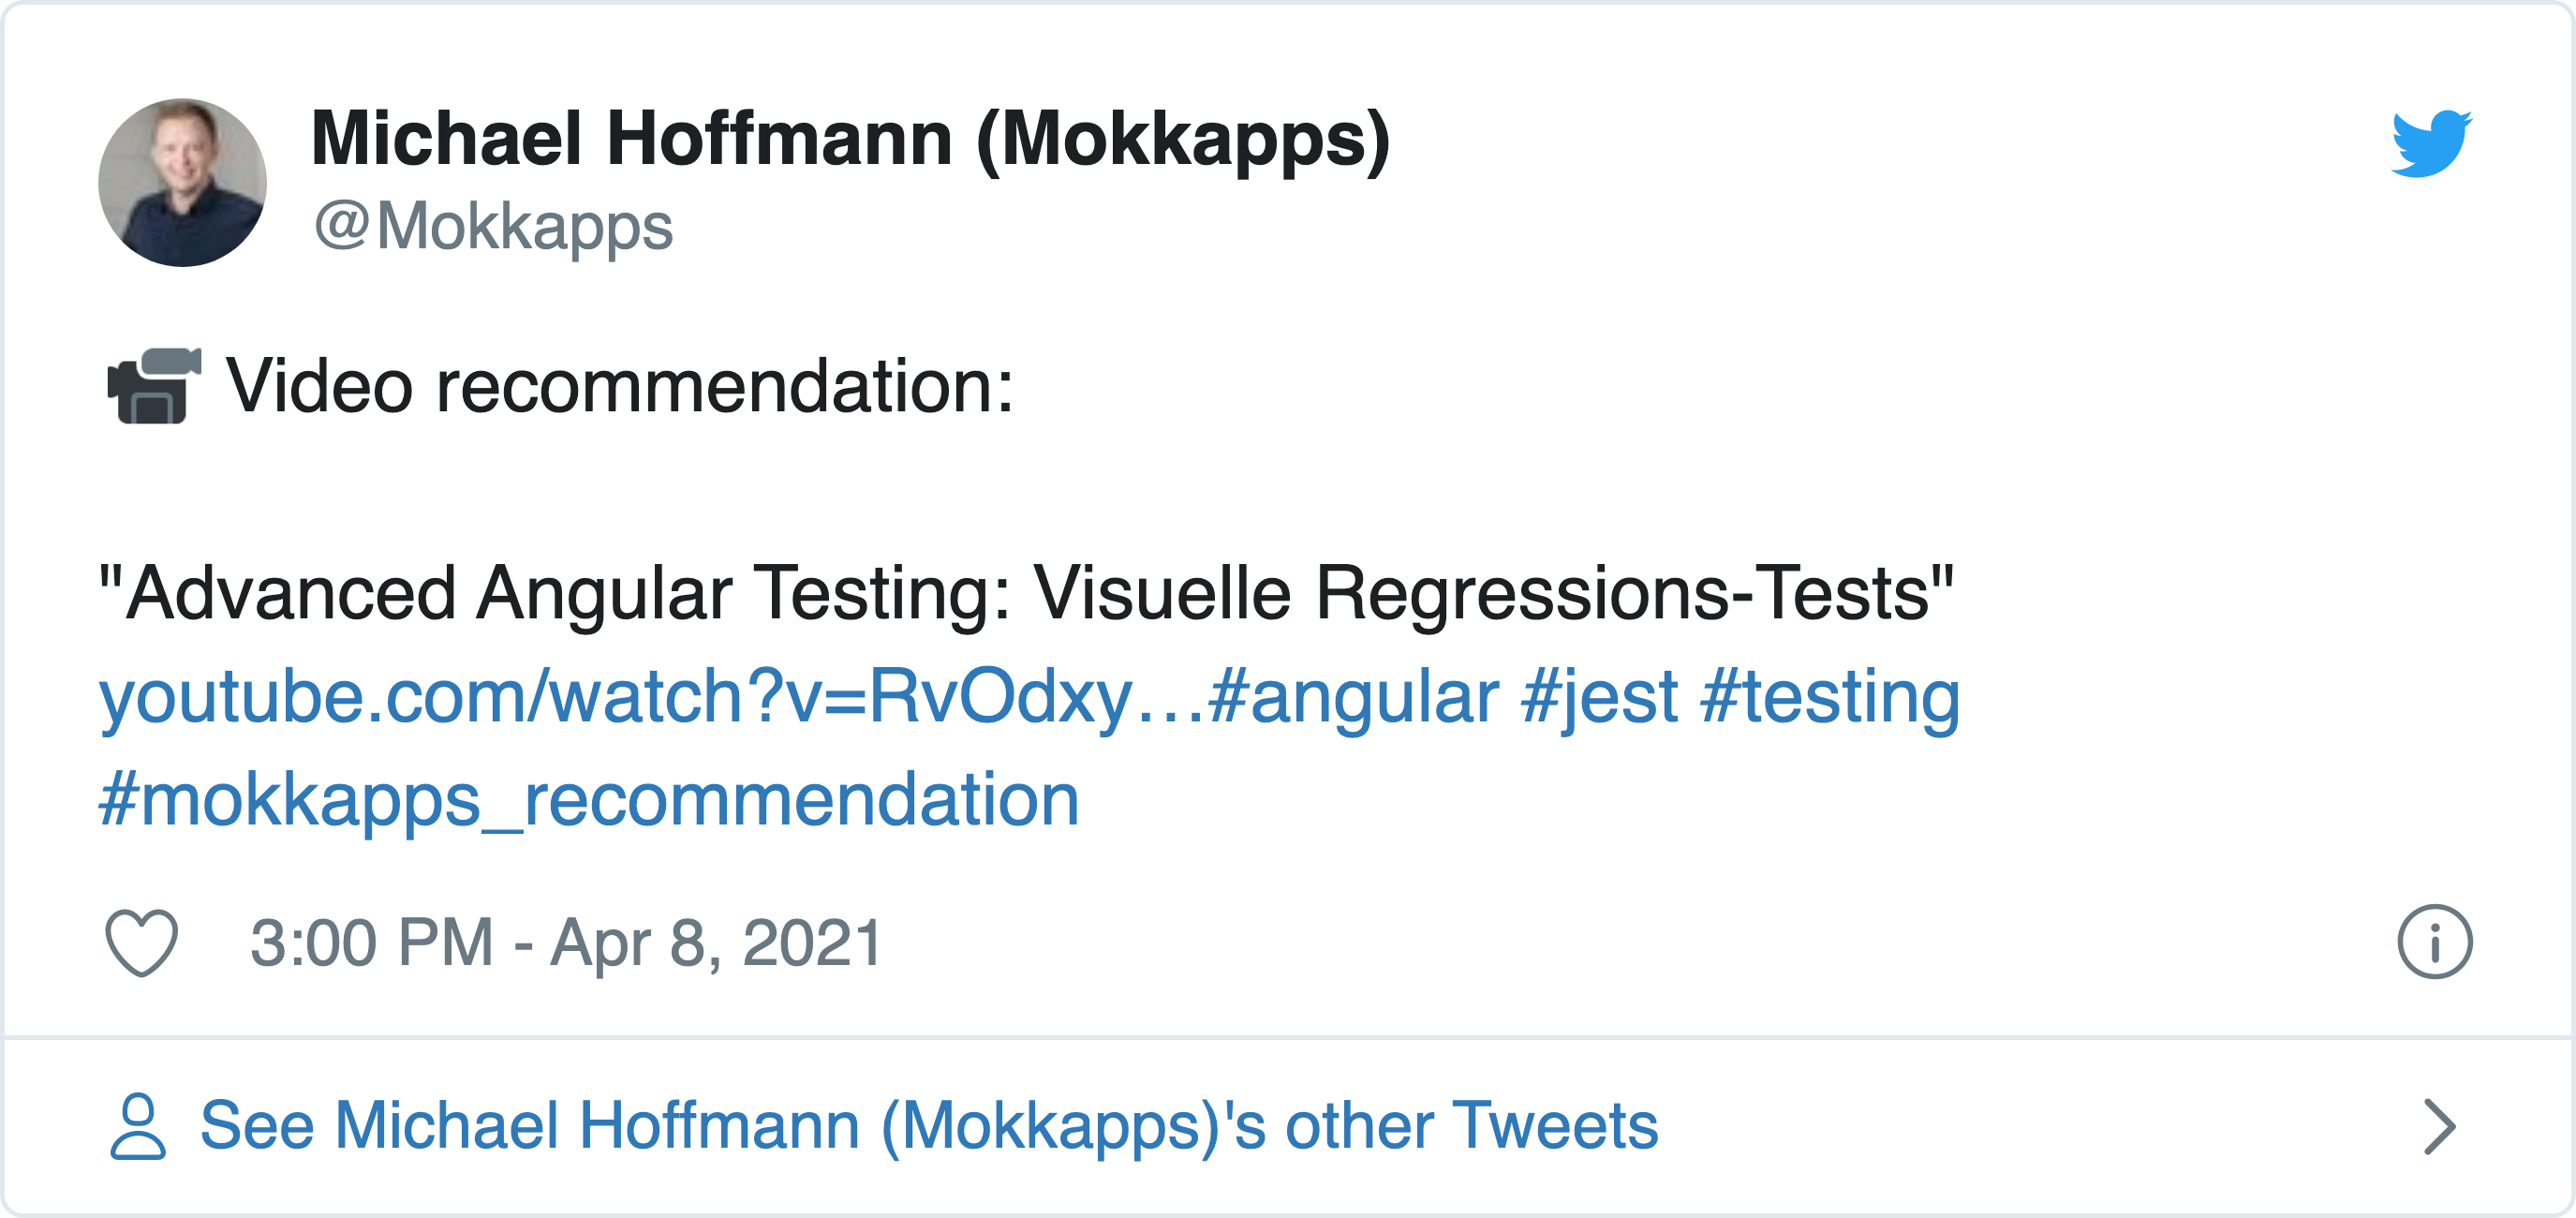 Michael Hoffmann (Mokkapps)
@Mokkapps
🎥 Video recommendation:
"Advanced Angular Testing: Visuelle Regressions-Tests"
youtube.com/watch?v=RvOdxy…#angular #jest #testing
#mokkapps_recommendation
3:00 PM - Apr 8, 2021
See Michael Hoffmann (Mokkapps)'s other Tweets